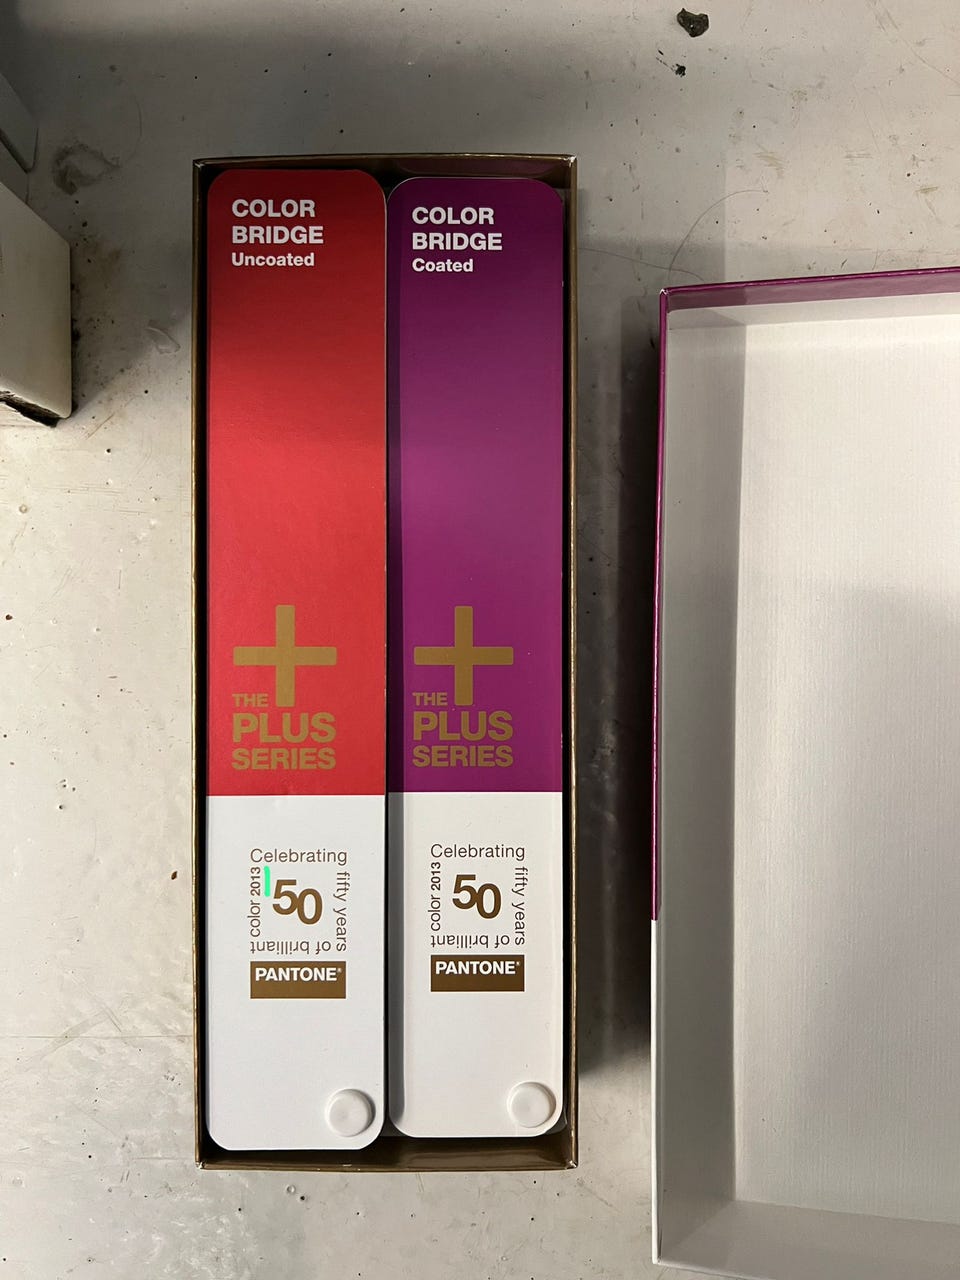 COLOR
BRIDGE
Uncoated
THE
PLUS
SERIES
Celebrating
fifty years
of brilliant
color 2013
50
PANTONE®
COLOR
BRIDGE
Coated
THE
PLUS
SERIES
Celebrating
fifty years
of brilliant
color 2013
50
PANTONE®